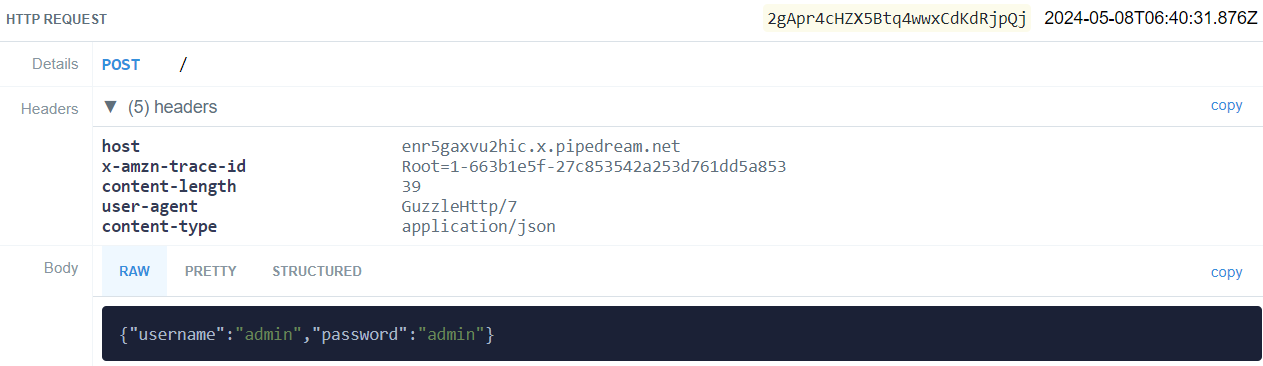 HTTP REQUEST 2gApr4cHZX5Btq4wwxCdKdRjpQj 2024-05-08T06:40:31.876Z
Details POST /
Headers ▼ (5) headers copy
host enr5gaxvu2hic.x.pipedream.net
x-amzn-trace-id Root=1-663b1e5f-27c853542a253d761dd5a853
content-length 39
user-agent GuzzleHttp/7
content-type application/json
Body RAW PRETTY STRUCTURED copy
{"username":"admin","password":"admin"}